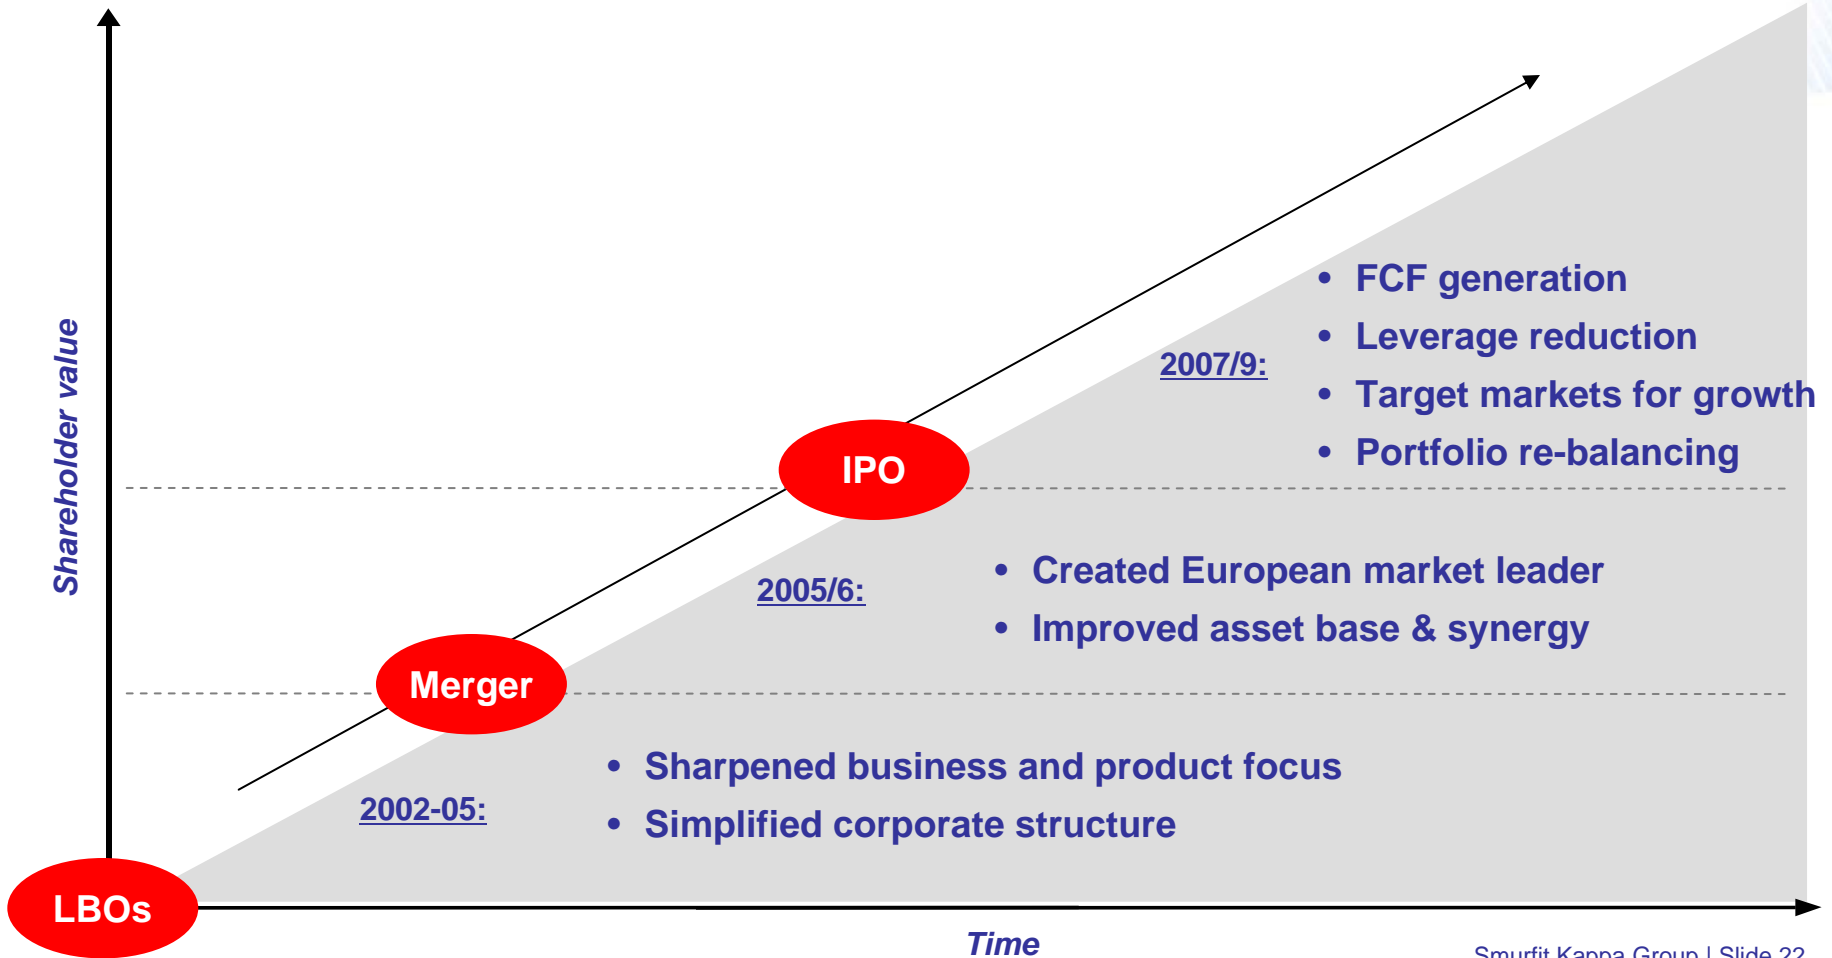 Shareholder value
• FCF generation
• Leverage reduction
2007/9:
• Target markets for growth
• Portfolio re-balancing
IPO
• Created European market leader
2005/6:
• Improved asset base & synergy
Merger
• Sharpened business and product focus
2002-05:
• Simplified corporate structure
LBOs
Time
Smurfit Kappa Group | Slide 22